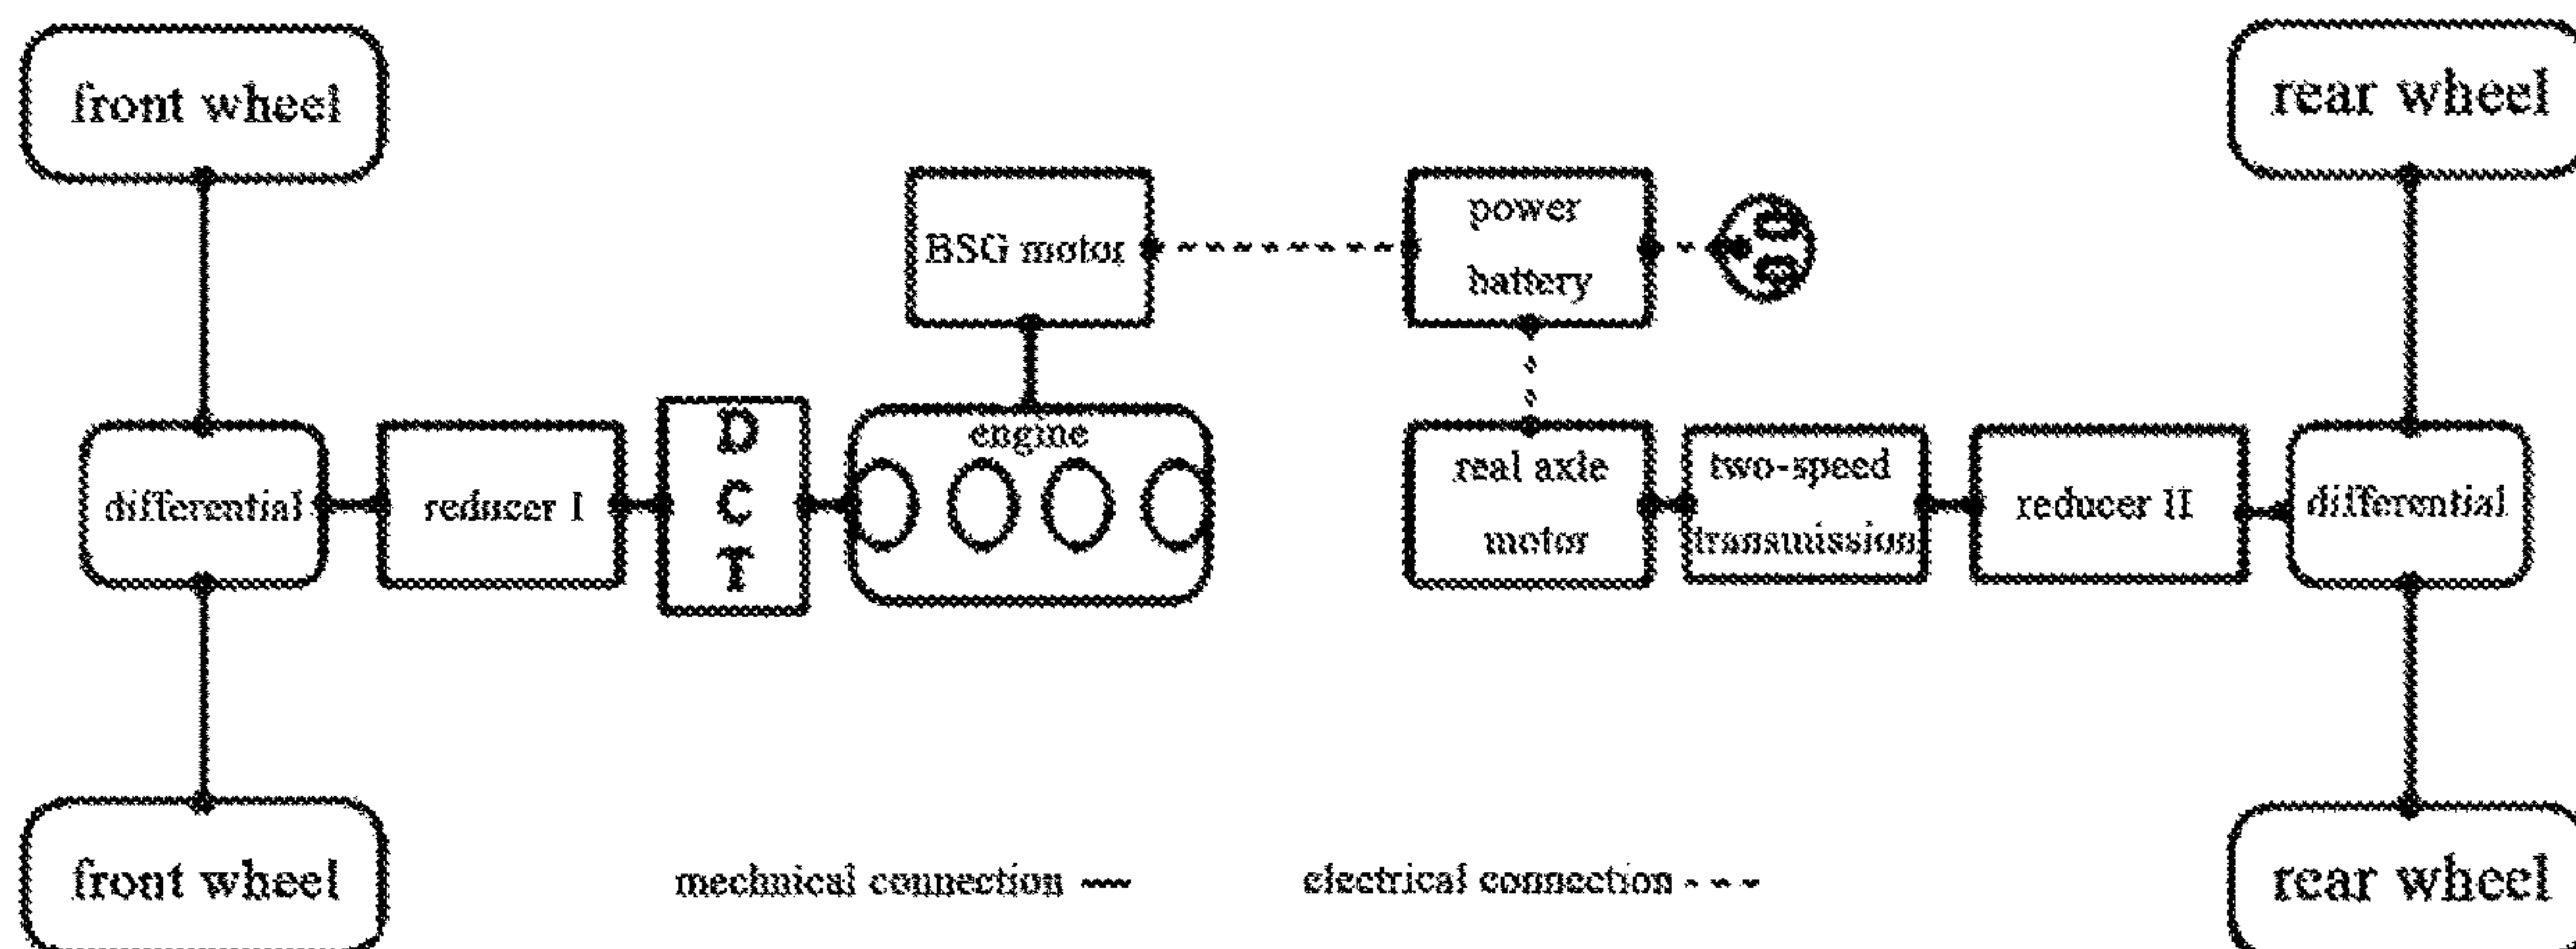 front wheel
rear wheel
BSG motor
power
battery
differential
reducer I
D
C
T
engine
real axle
motor
two-speed
transmission
reducer II
differential
front wheel
mechnical connection
electrical connection
rear wheel